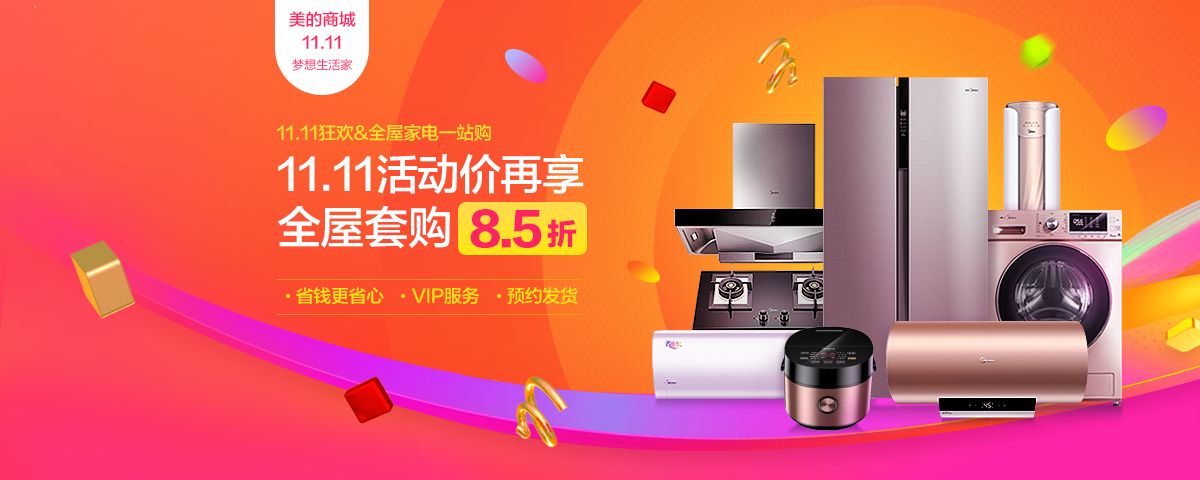 美的商城
11.11
梦想生活家
11.11狂欢&全屋家电一站购
11.11活动价再享
全屋套购 8.5折
·省钱更省心 ·VIP服务 ·预约发货